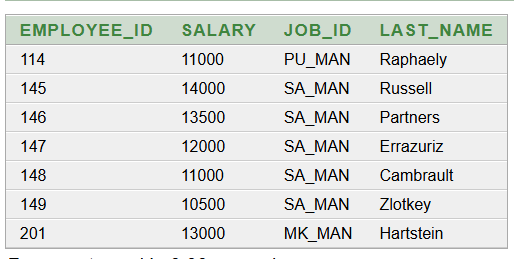 EMPLOYEE_ID SALARY JOB_ID LAST_NAME
114 11000 PU_MAN Raphaely
145 14000 SA_MAN Russell
146 13500 SA_MAN Partners
147 12000 SA_MAN Errazuriz
148 11000 SA_MAN Cambrault
149 10500 SA_MAN Zlotkey
201 13000 MK_MAN Hartstein